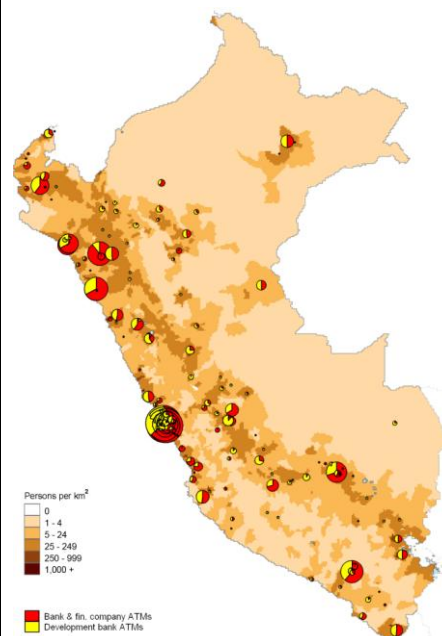 Persons per km²
0
1 - 4
5 - 24
25 - 249
250 - 999
1,000 +
Bank & fin. company ATMs
Development bank ATMs